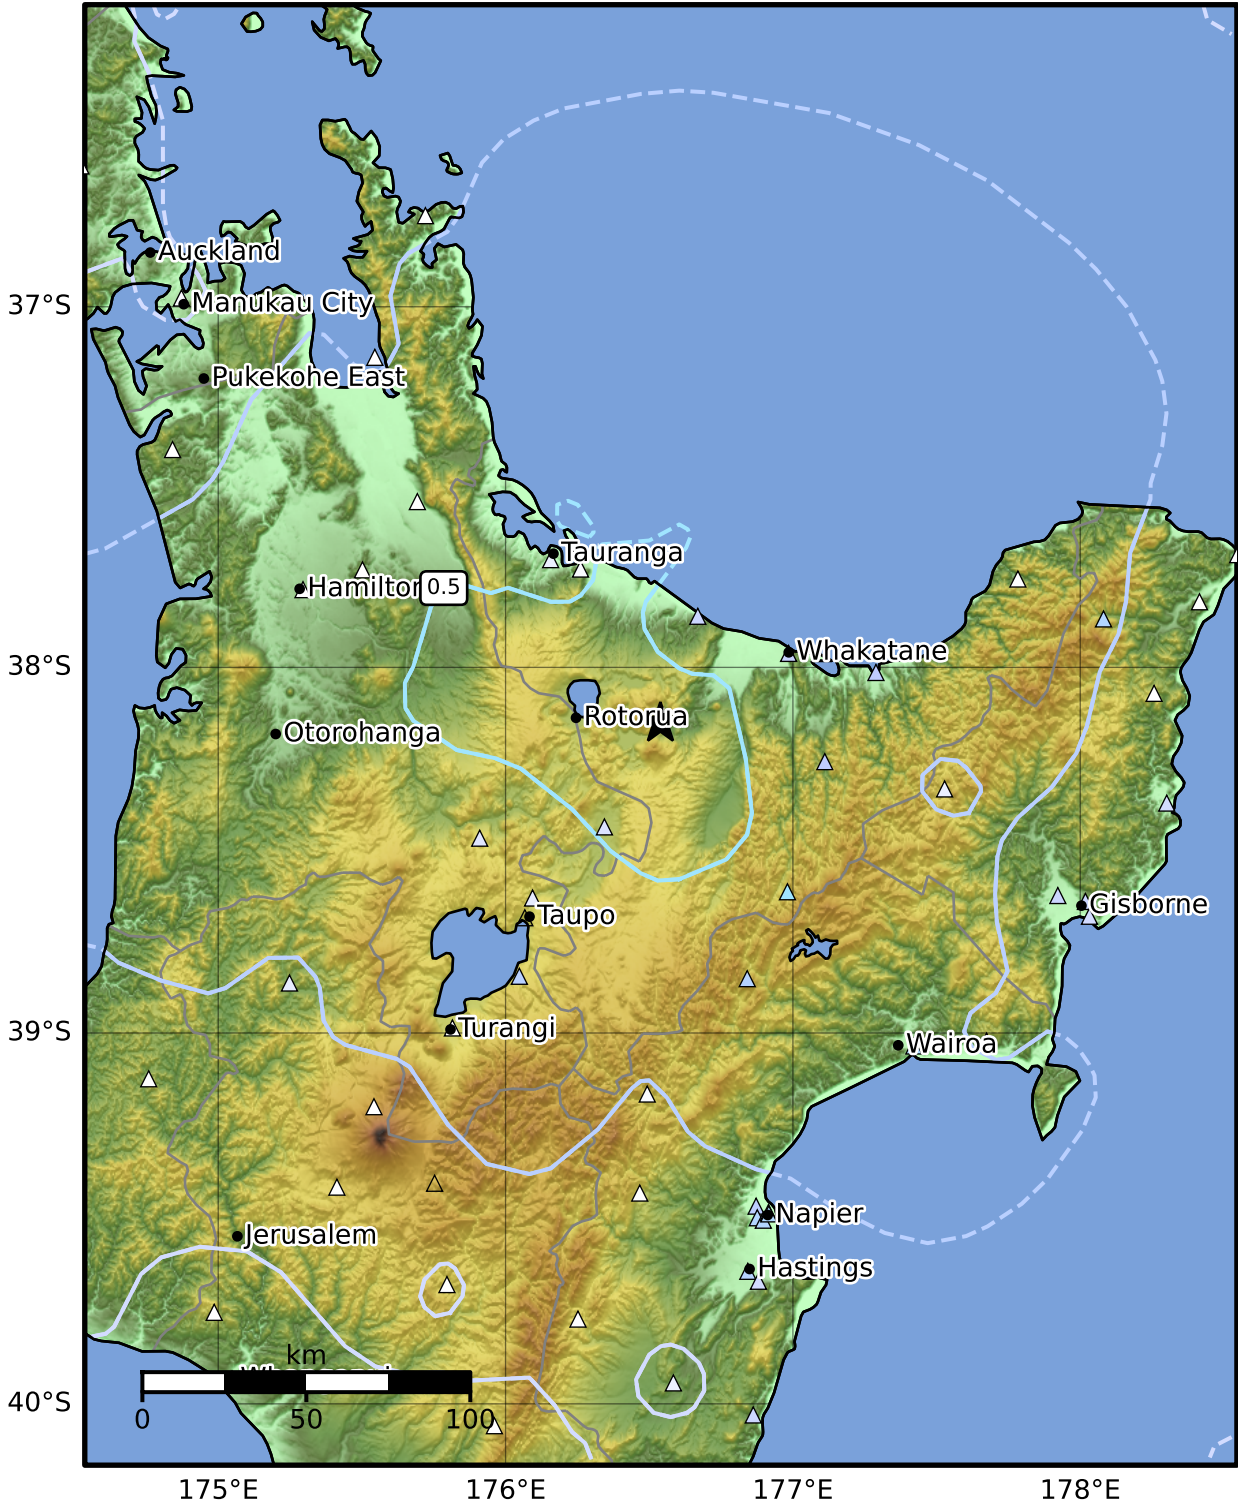 Auckland
37°S
Manukau City
Pukekohe East
Tauranga
Hamilton
0.5
Whakatane
38°S
Rotorua
Otorohanga
Gisborne
Taupo
39°S
Turangi
Wairoa
Napier
Jerusalem
Hastings
km
40°S
0
50
100
175°E
176°E
177°E
178°E